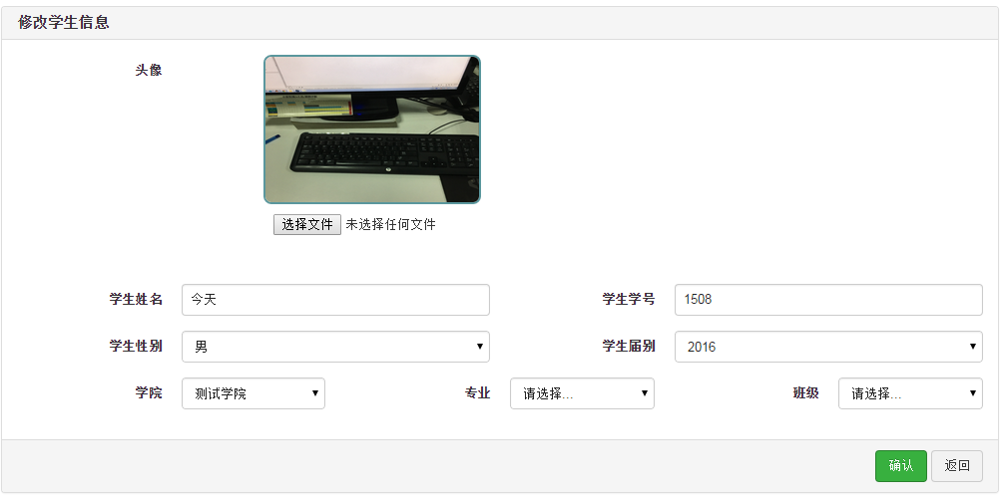 修改学生信息
头像
选择文件 未选择任何文件
学生姓名 今天 学生学号 1508
学生性别 男 学生届别 2016
学院 测试学院 专业 请选择... 班级 请选择...
确认 返回